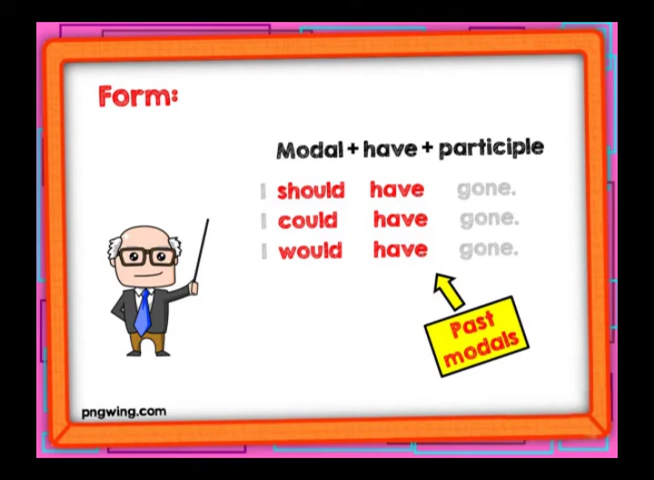 Form:
Modal + have + participle
I should have gone.
I could have gone.
I would have gone.
Past
modals
pngwing.com